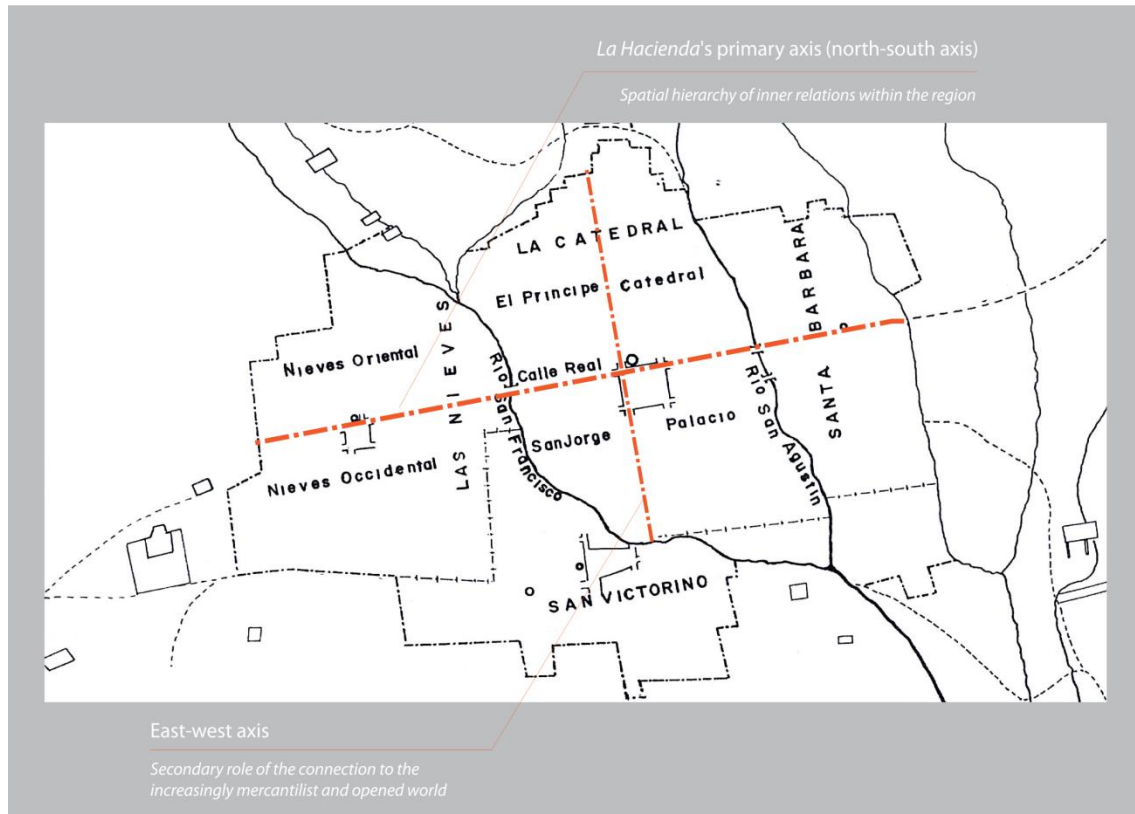 La Hacienda's primary axis (north-south axis)
Spatial hierarchy of inner relations within the region
LA CATEDRAL
El Principe Catedral
SANTA BARBARA
Nieves Oriental
LAS NIEVES
Calle Real
Rio San Francisco
San Jorge
Palacio
Rio San Agustin
Nieves Occidental
SAN VICTORINO
East-west axis
Secondary role of the connection to the
increasingly mercantilist and opened world